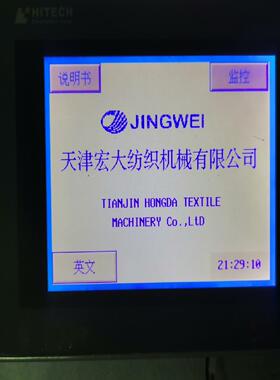 HITECH
说明书
监控
JINGWEI
天津宏大纺织机械有限公司
TIANJIN HONGDA TEXTILE
MACHINERY Co.,Ltd
英文
21:29:10